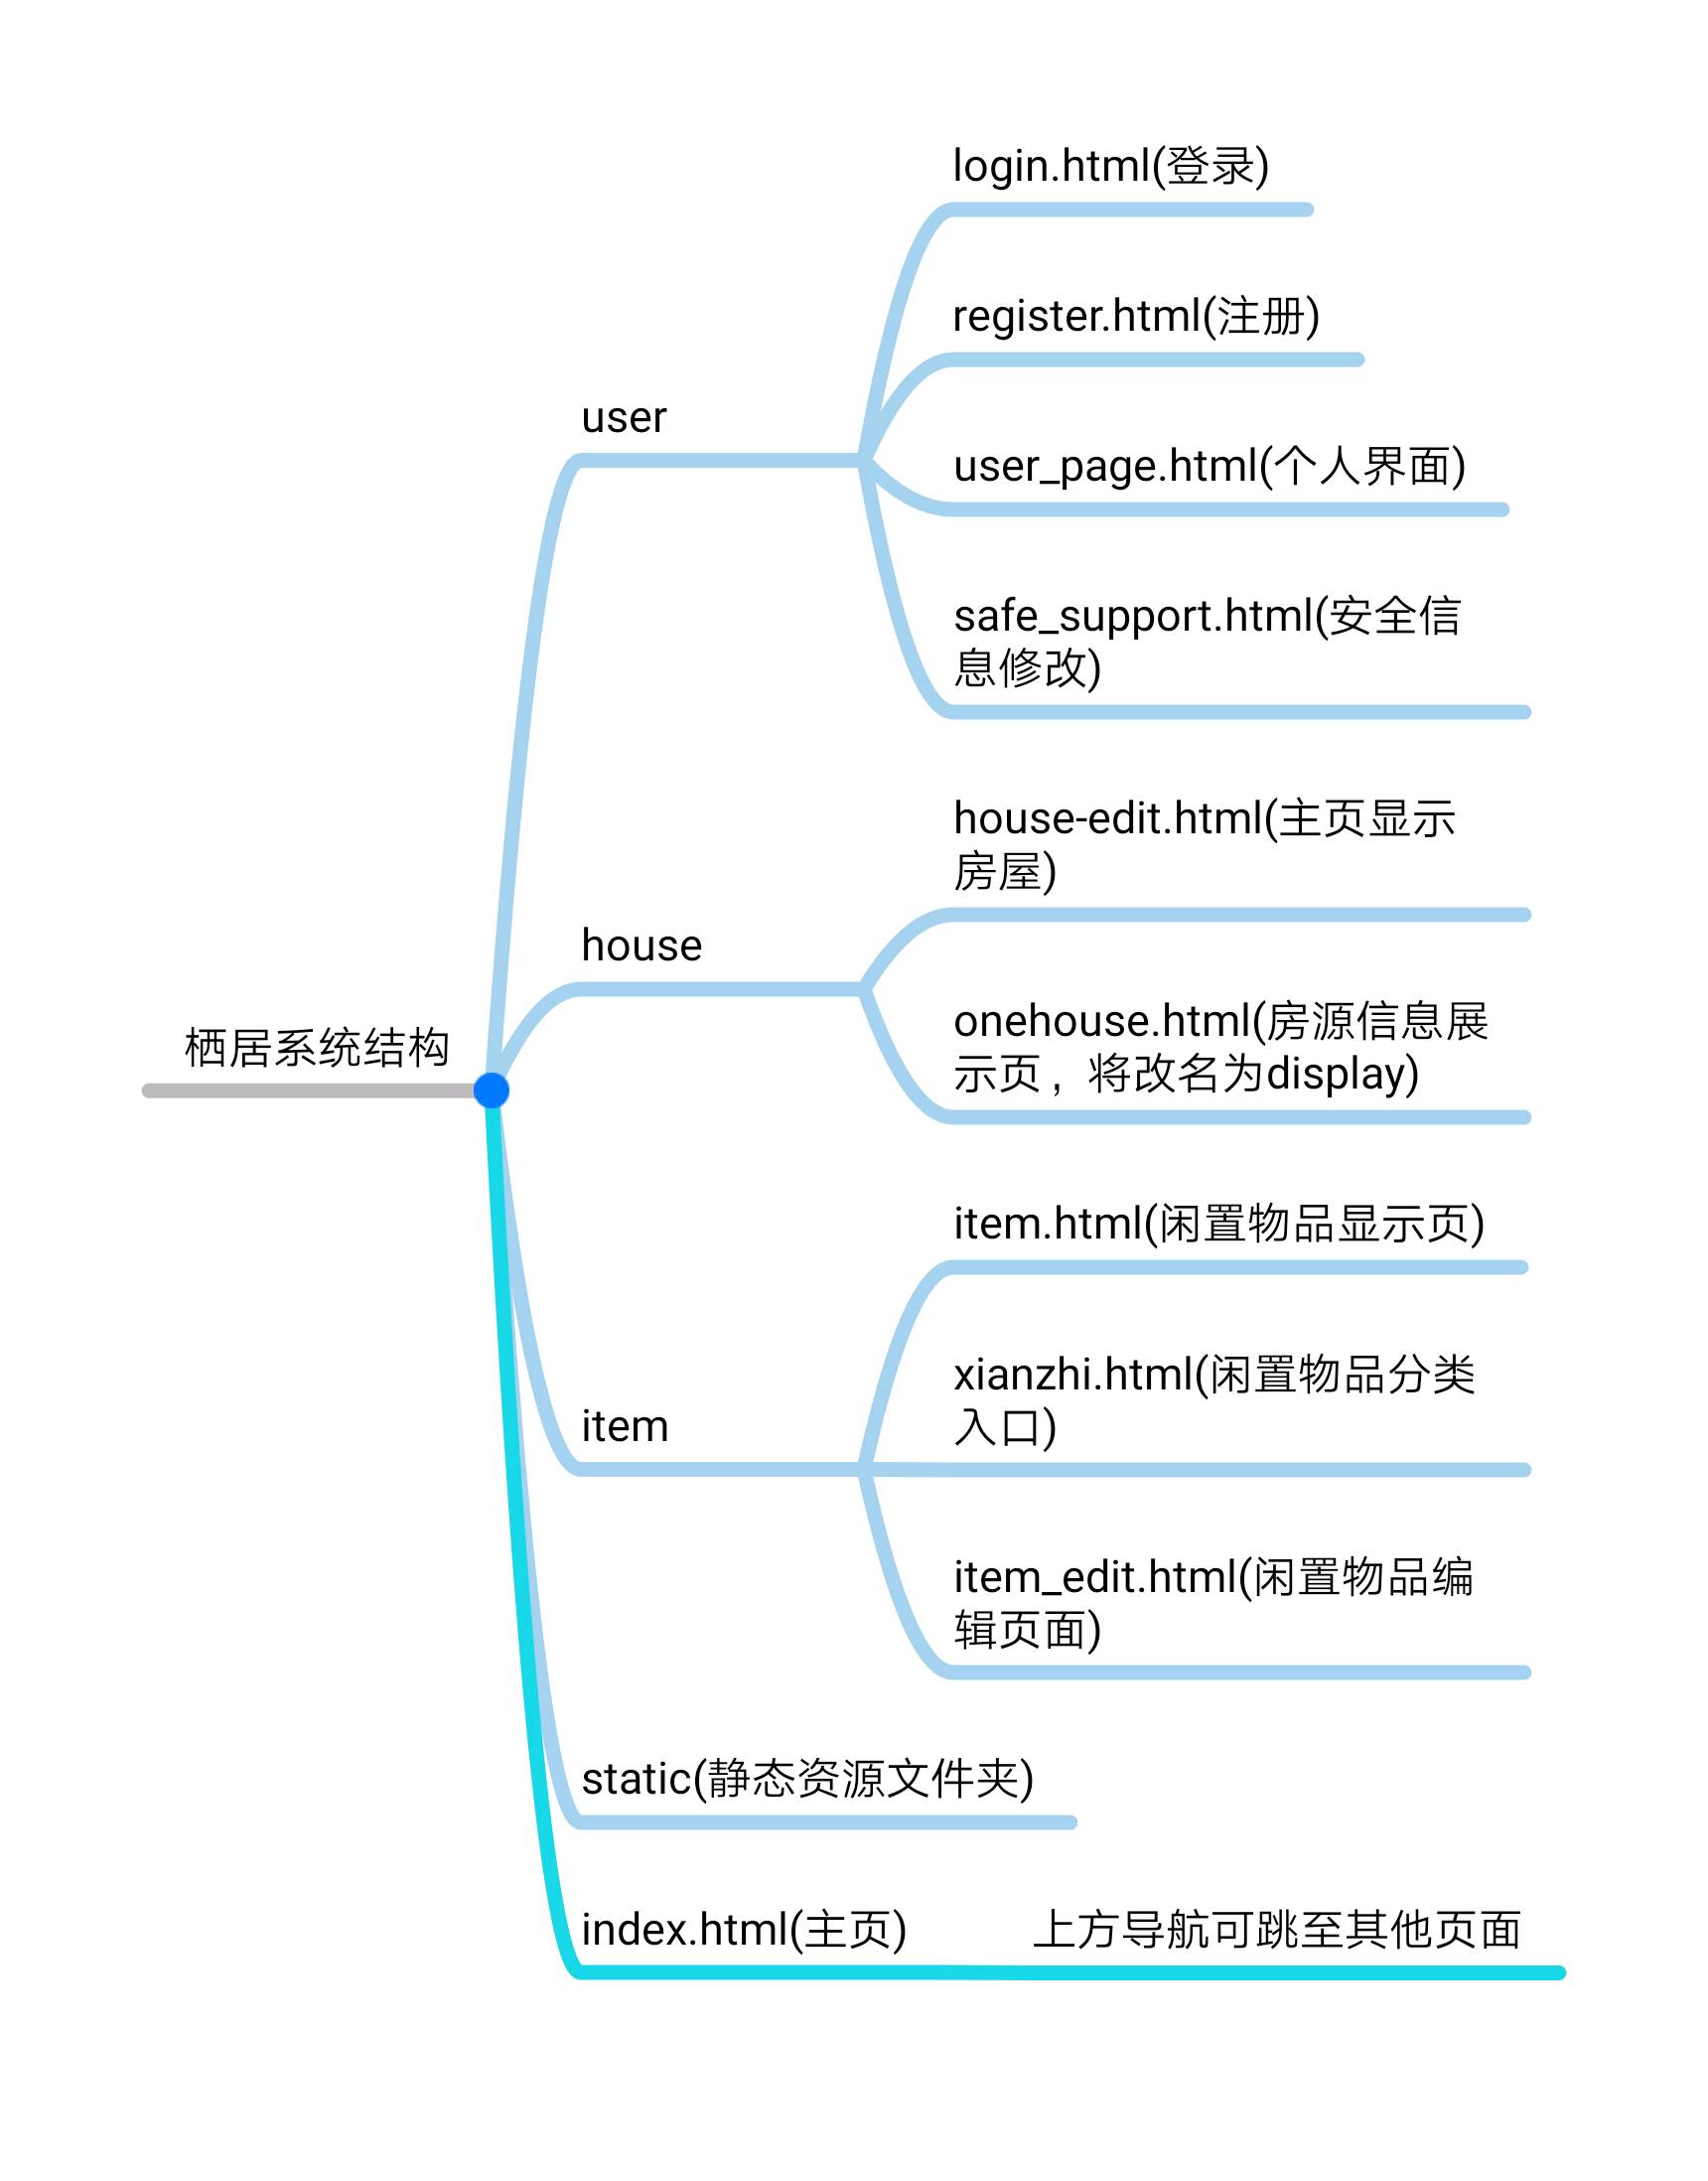 栖居系统结构
user
login.html(登录)
register.html(注册)
user_page.html(个人界面)
safe_support.html(安全信
息修改)
house
house-edit.html(主页显示
房屋)
onehouse.html(房源信息展
示页，将改名为display)
item
item.html(闲置物品显示页)
xianzhi.html(闲置物品分类
入口)
item_edit.html(闲置物品编
辑页面)
static(静态资源文件夹)
index.html(主页)
上方导航可跳至其他页面